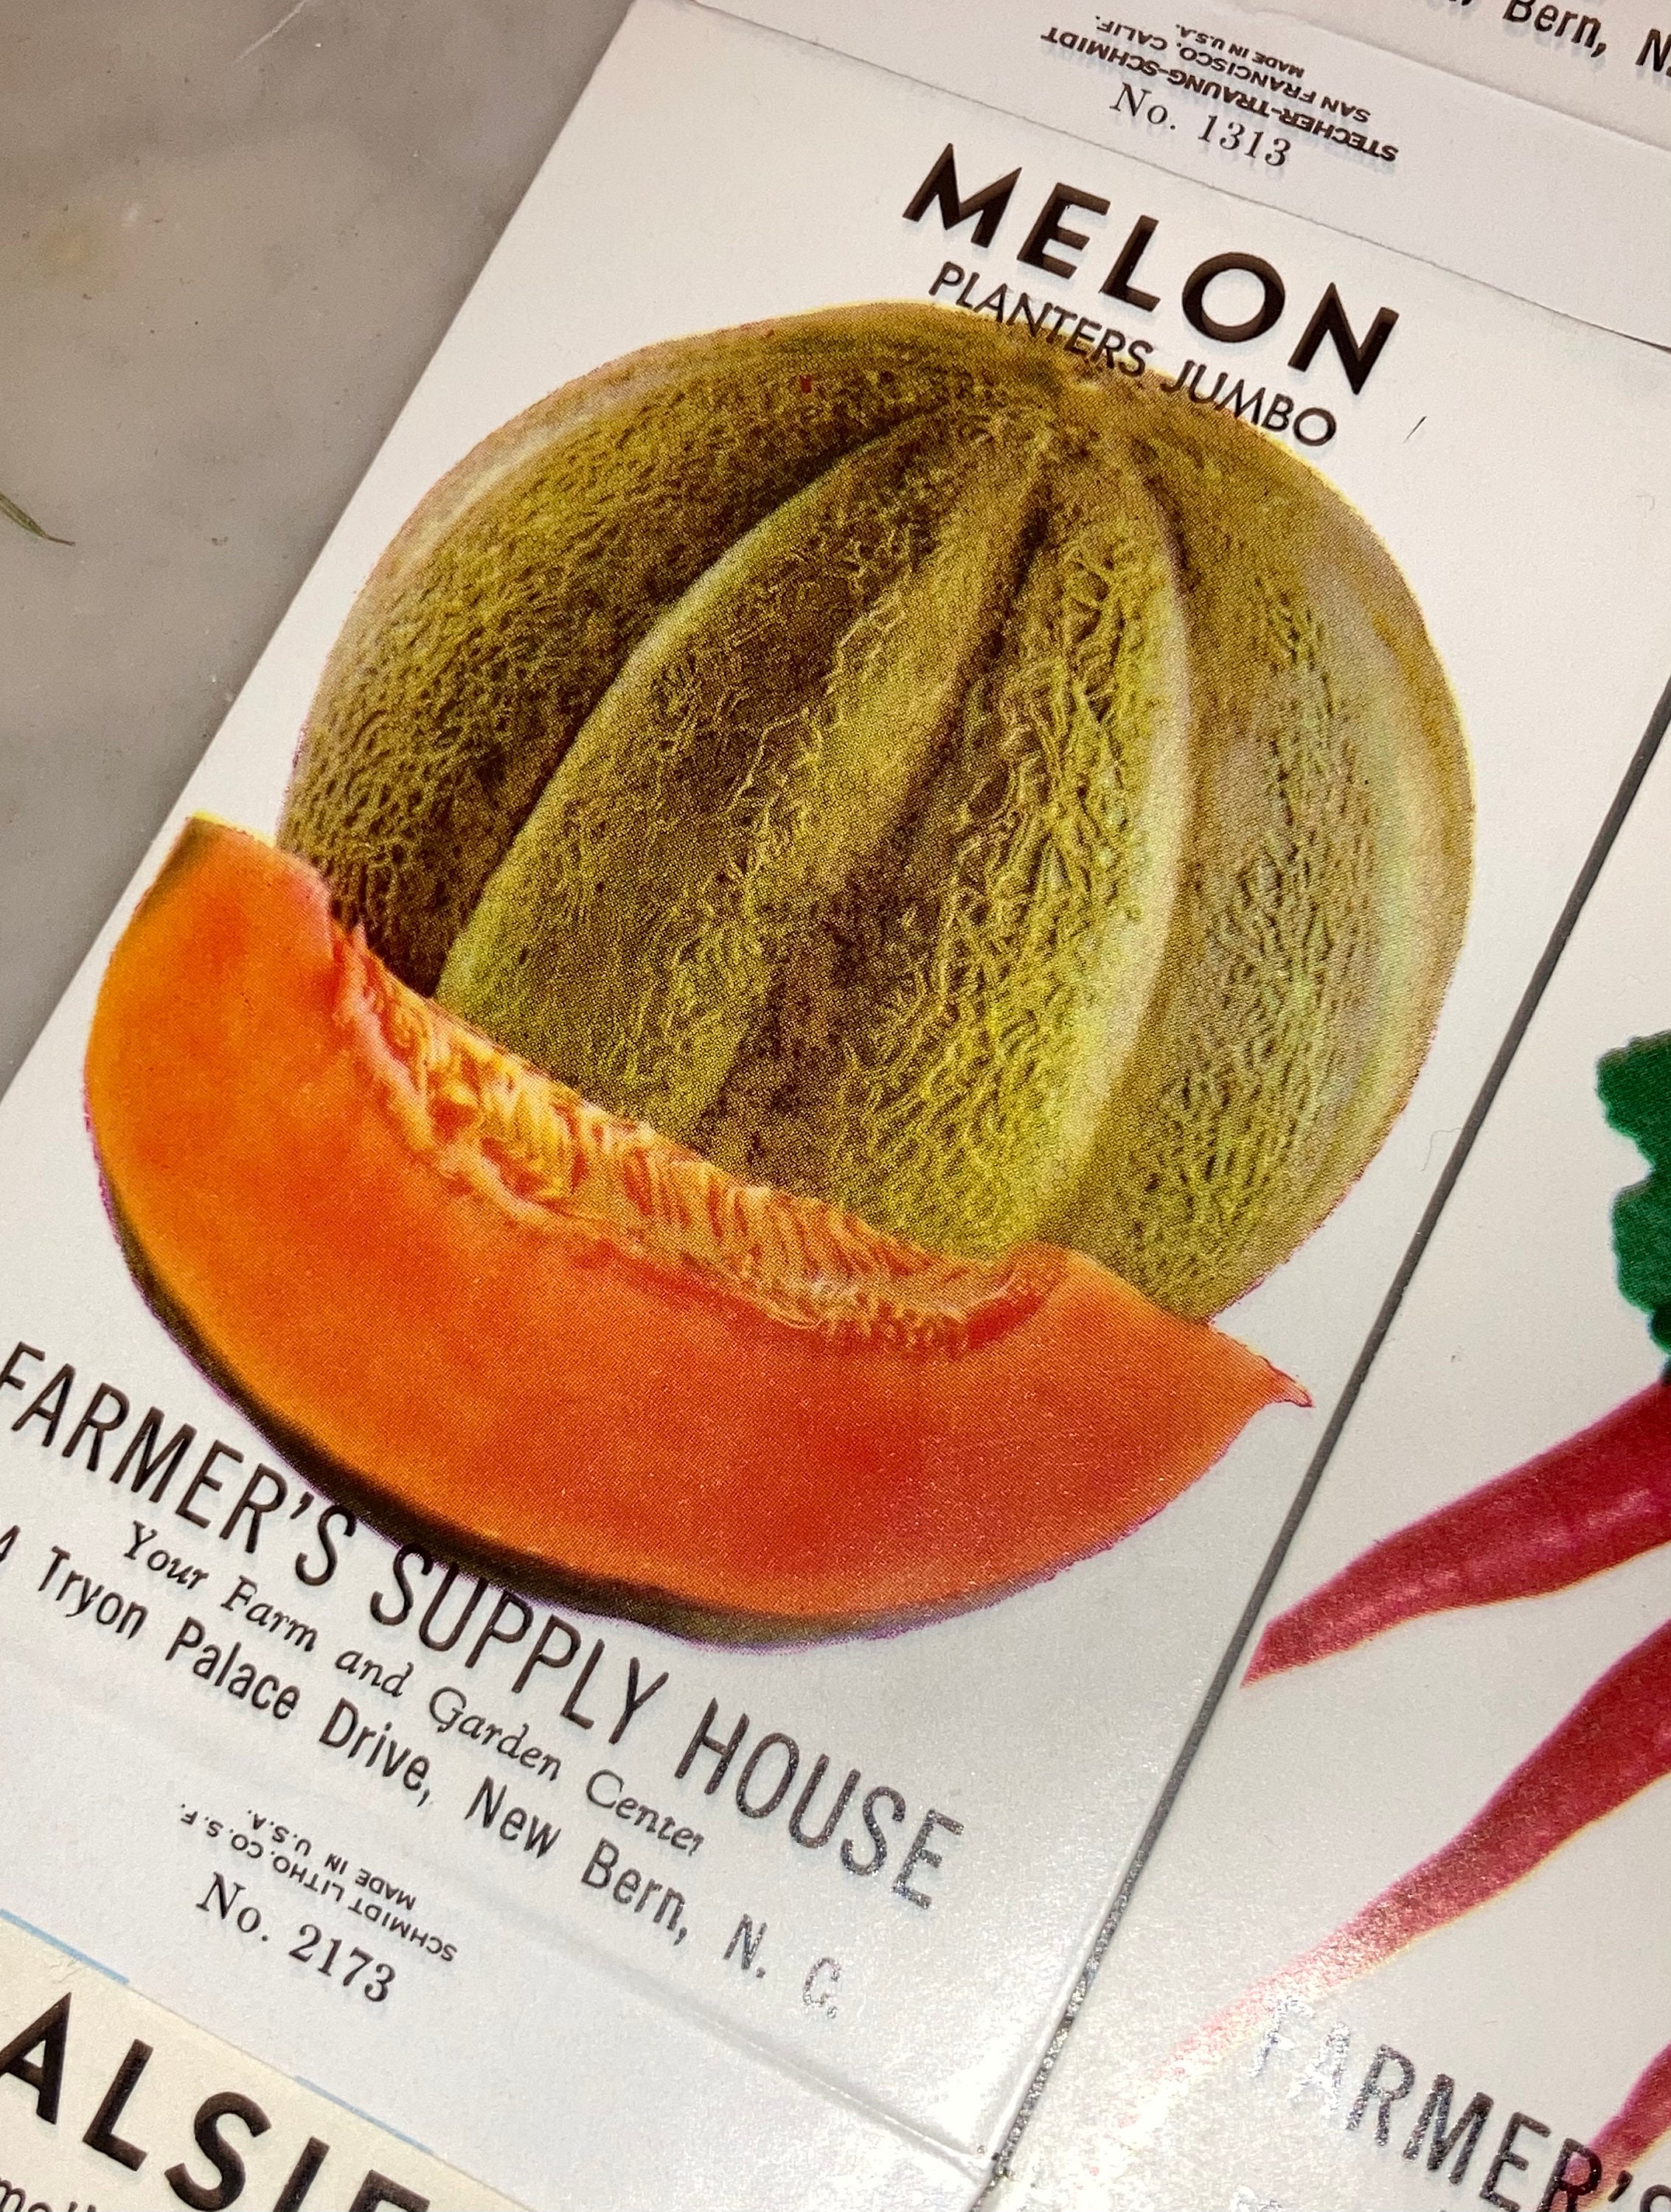 Bern, N.
STECHER-TRAUNG-SCHMIDT
SAN FRANCISCO, CALIF.
MADE IN U.S.A.
No. 1313
MELON
PLANTERS JUMBO
FARMER'S SUPPLY HOUSE
Your Farm and Garden Center
Tryon Palace Drive, New Bern, N. C.
SCHMIDT LITHO. CO. S. F.
MADE IN U.S.A.
No. 2173
ALSI
FARMER'S